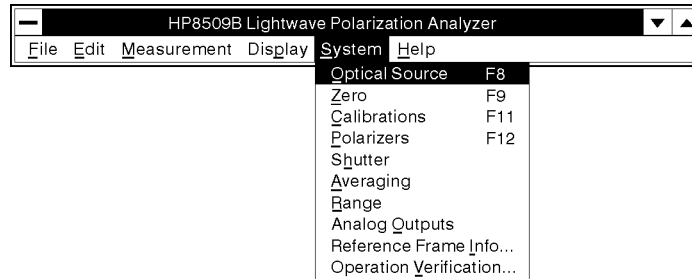 HP8509B Lightwave Polarization Analyzer
File Edit Measurement Display System Help
Optical Source F8
Zero F9
Calibrations F11
Polarizers F12
Shutter
Averaging
Range
Analog Outputs
Reference Frame Info...
Operation Verification...